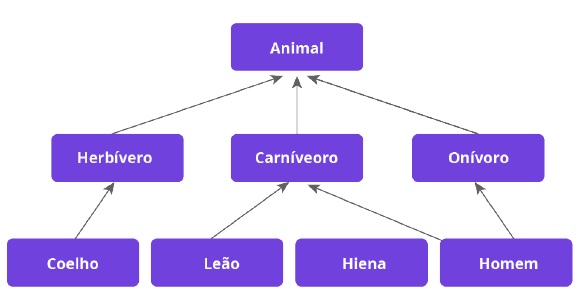 Animal
Herbívero
Carníveoro
Onívoro
Coelho
Leão
Hiena
Homem